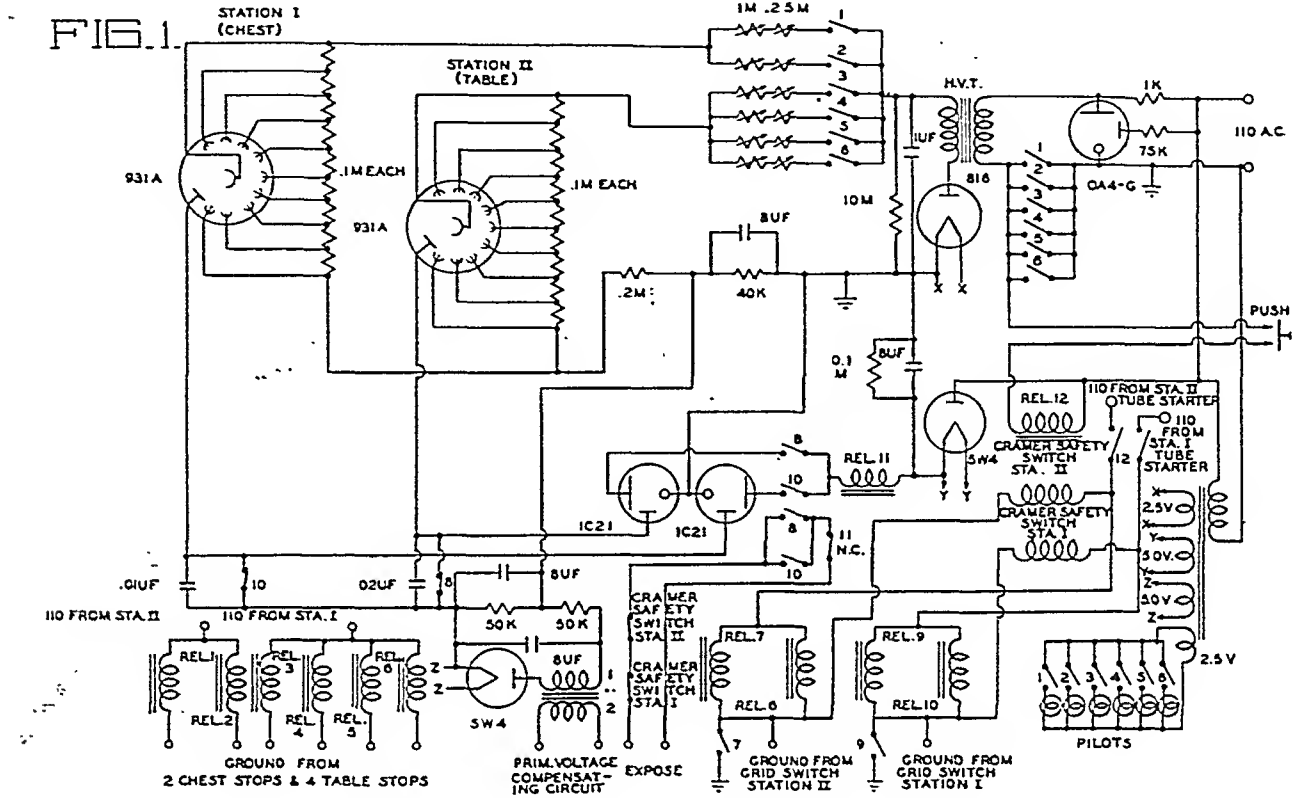 FIG. 1.
STATION I
(CHEST)
STATION II
(TABLE)
1M .25M
1
2
3
4
5
6
H.V.T.
1K
110 A.C.
75K
OA4-G
1UF
816
10M
1
2
3
4
5
6
931A
.1M EACH
931A
.1M EACH
8UF
.2M
40K
X X
PUSH
0.1
M
8UF
5W4
Y Y
REL. 12
110 FROM STA. II
TUBE STARTER
110
FROM
STA. I
TUBE
STARTER
CRAMER SAFETY
SWITCH
STA. II
12
CRAMER SAFETY
SWITCH
STA. I
8
10
REL. 11
1C21
1C21
8
10
11
N.C.
X
2.5V
X
Y
5.0V.
Y
Z
5.0V
Z
2.5 V
.01UF
10
.02UF
8
8UF
50K
50K
8UF
Z
Z
5W4
1
2
CRAMER
SAFETY
SWITCH
STA. II
CRAMER
SAFETY
SWITCH
STA. I
110 FROM STA. II
110 FROM STA. I
REL. 1
REL. 2
REL.
3
REL.
4
REL.
5
REL.
6
GROUND FROM
2 CHEST STOPS & 4 TABLE STOPS
PRIM. VOLTAGE
COMPENSAT-
ING CIRCUIT
EXPOSE
REL. 7
REL. 8
7
GROUND FROM
GRID SWITCH
STATION II
REL. 9
REL. 10
9
GROUND FROM
GRID SWITCH
STATION I
1
2
3
4
5
6
PILOTS